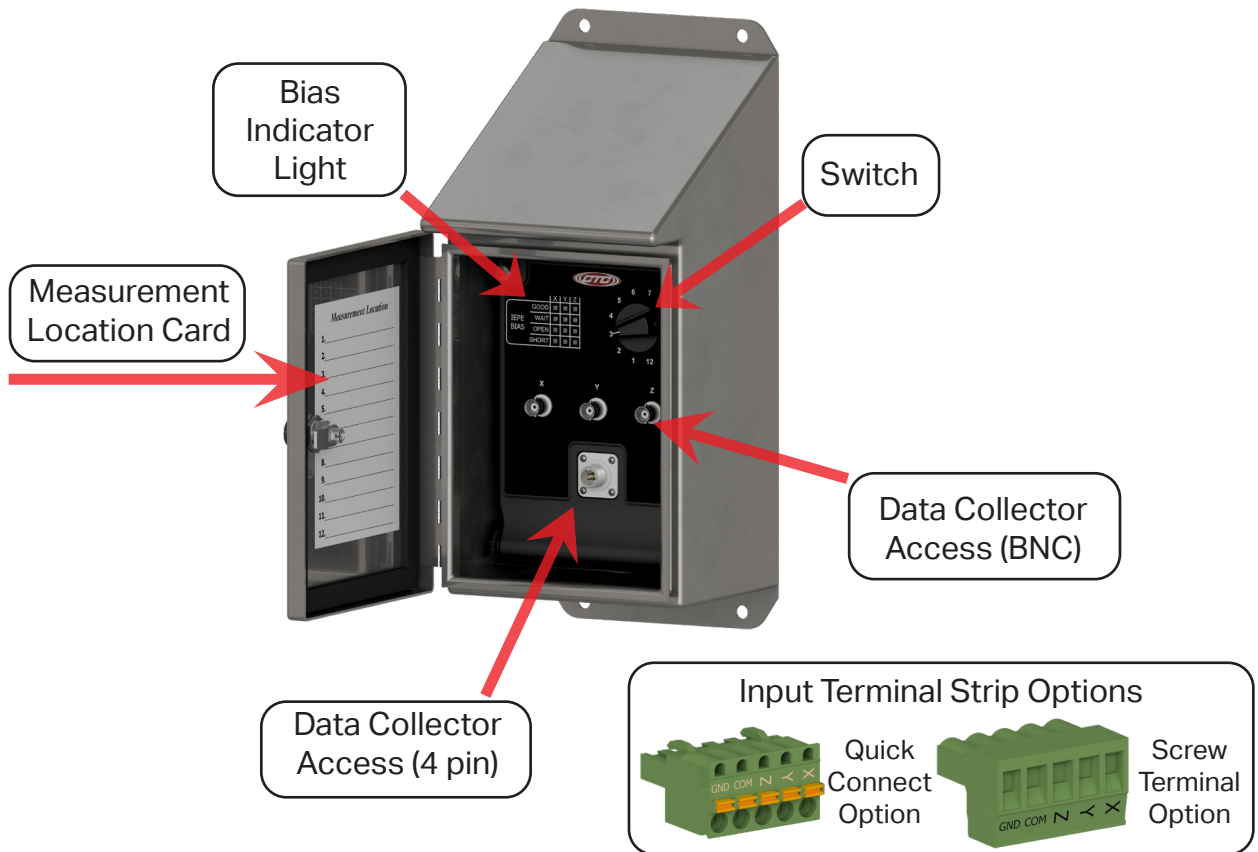 Bias
Indicator
Light
Switch
Measurement
Location Card
CTC
X Y Z
GOOD
WAIT
OPEN
SHORT
IEPE
BIAS
7
6
5
4
3
2
1
12
X
Y
Z
Measurement Location
1.
2.
3.
4.
5.
8.
9.
10.
11.
12.
Data Collector
Access (BNC)
Data Collector
Access (4 pin)
Input Terminal Strip Options
GND COM Z Y X
Quick
Connect
Option
GND COM Z Y X
Screw
Terminal
Option